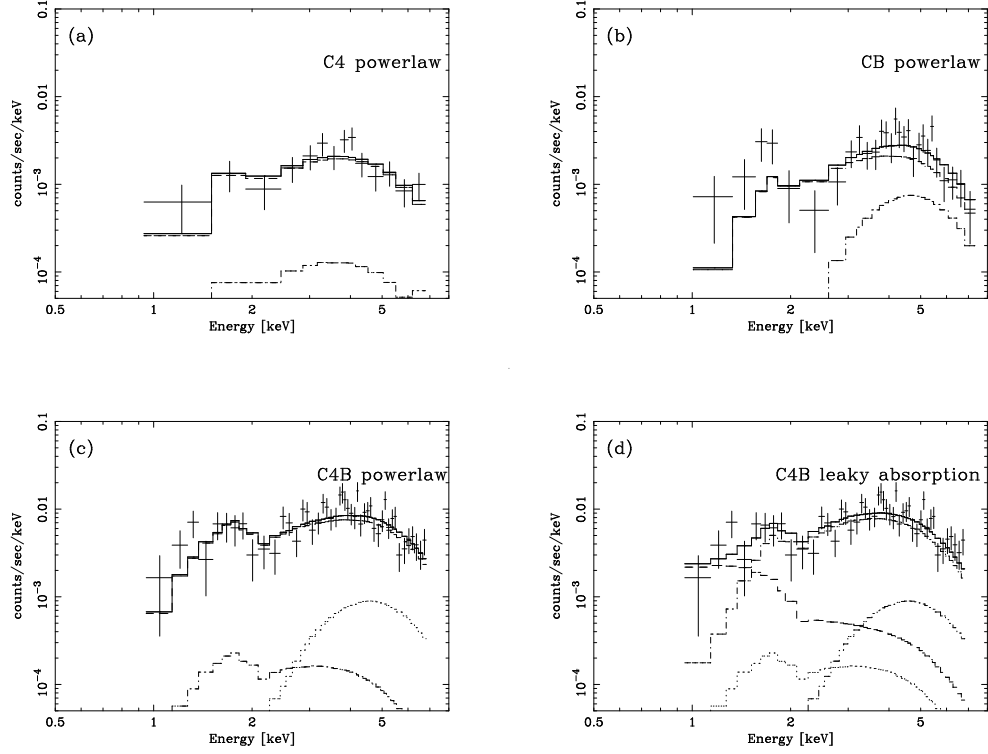 (a)
C4 powerlaw
0.1
0.01
10⁻³
10⁻⁴
counts/sec/keV
0.5
1
2
5
Energy [keV]
(b)
CB powerlaw
0.1
0.01
10⁻³
10⁻⁴
counts/sec/keV
0.5
1
2
5
Energy [keV]
(c)
C4B powerlaw
0.1
0.01
10⁻³
10⁻⁴
counts/sec/keV
0.5
1
2
5
Energy [keV]
(d)
C4B leaky absorption
0.1
0.01
10⁻³
10⁻⁴
counts/sec/keV
0.5
1
2
5
Energy [keV]